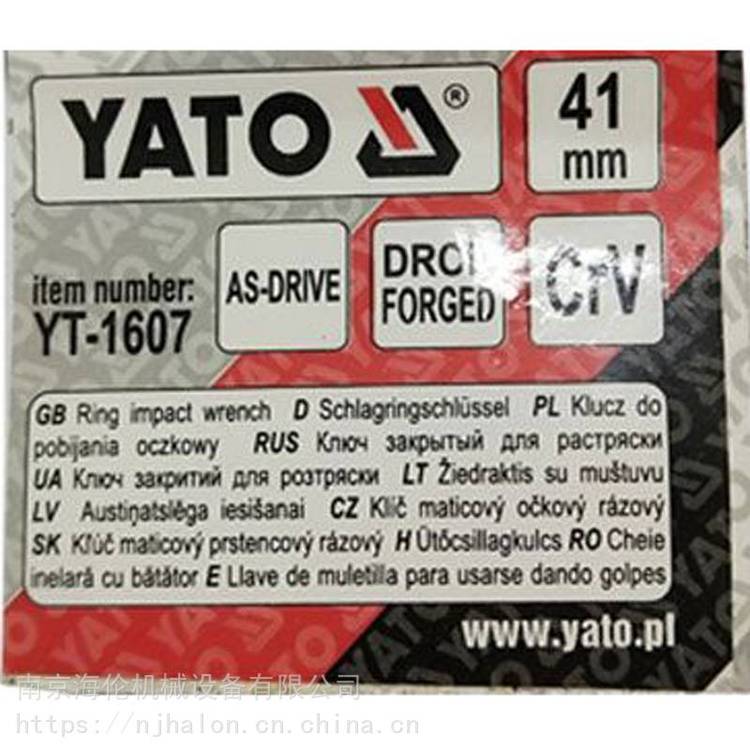 YATO ®
41
mm
item number:
YT-1607
AS-DRIVE
DROP
FORGED
CrV
GB Ring impact wrench D Schlagringschlüssel PL Klucz do
pobijania oczkowy RUS Ключ закрытый для растряски
UA Ключ закритий для розтряски LT Žiedraktis su muštuvu
LV Austiņatslēga iesišanai CZ Klíč maticový očkový rázový
SK Kľúč maticový prstencový rázový H Ütőcsillagkulcs RO Cheie
inelară cu bătător E Llave de muletilla para usarse dando golpes
www.yato.pl
南京海伦机械设备有限公司
https://njhalon.cn.china.cn